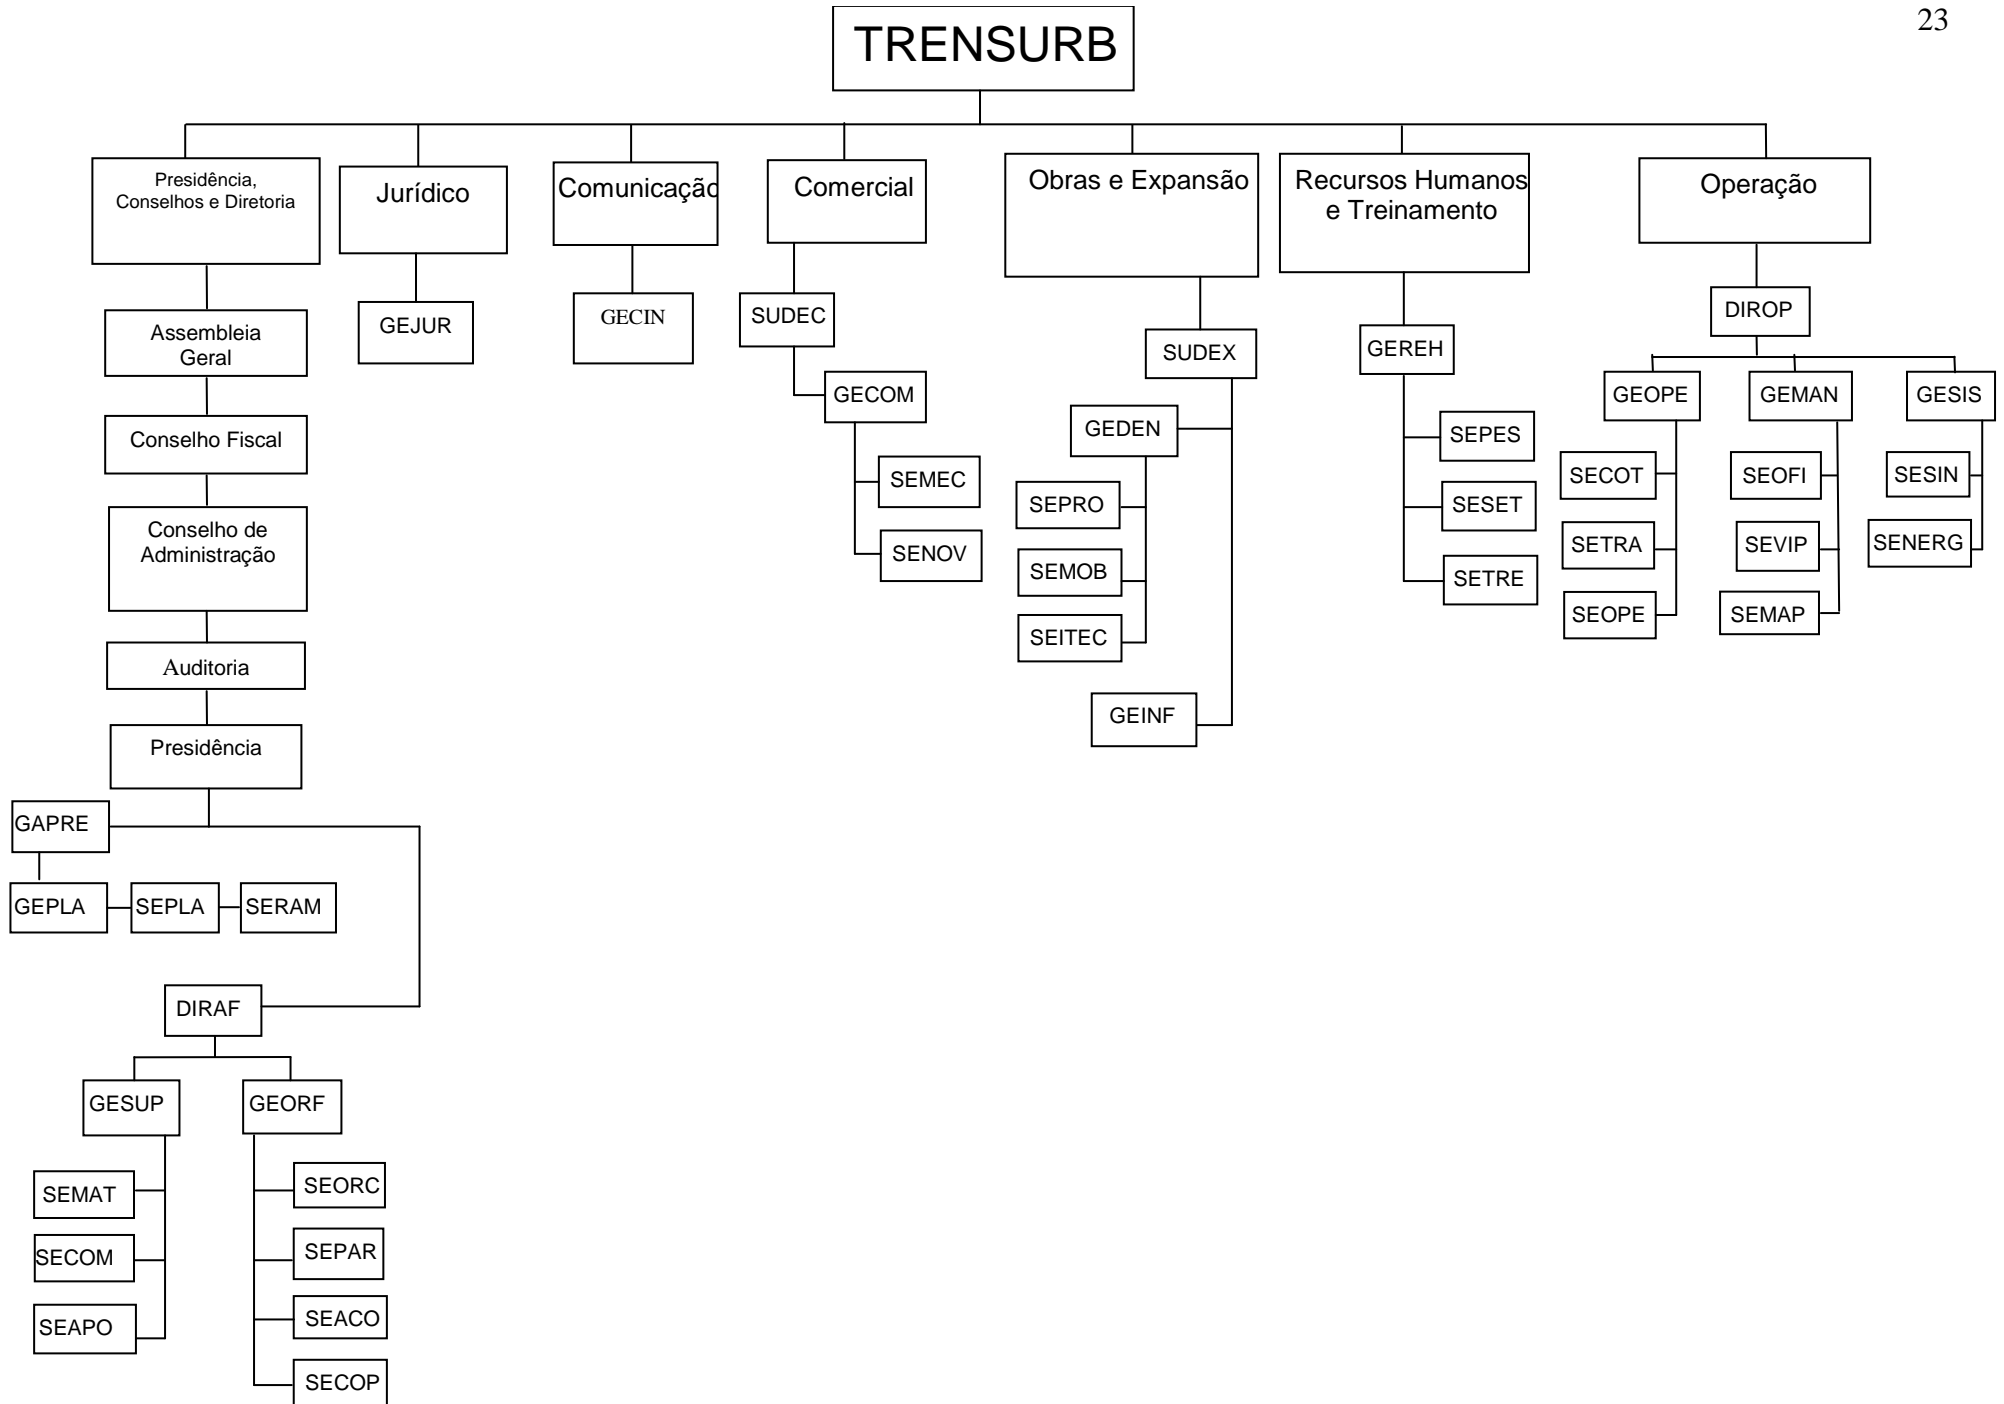 23
TRENSURB
Presidência,
Conselhos e Diretoria
Jurídico
Comunicação
Comercial
Obras e Expansão
Recursos Humanos
e Treinamento
Operação
Assembleia
Geral
Conselho Fiscal
Conselho de
Administração
Auditoria
Presidência
GAPRE
GEPLA
SEPLA
SERAM
DIRAF
GESUP
GEORF
SEMAT
SECOM
SEAPO
SEORC
SEPAR
SEACO
SECOP
GEJUR
GECIN
SUDEC
GECOM
SEMEC
SENOV
SUDEX
GEDEN
SEPRO
SEMOB
SEITEC
GEINF
GEREH
SEPES
SESET
SETRE
DIROP
GEOPE
GEMAN
GESIS
SECOT
SETRA
SEOPE
SEOFI
SEVIP
SEMAP
SESIN
SENERG